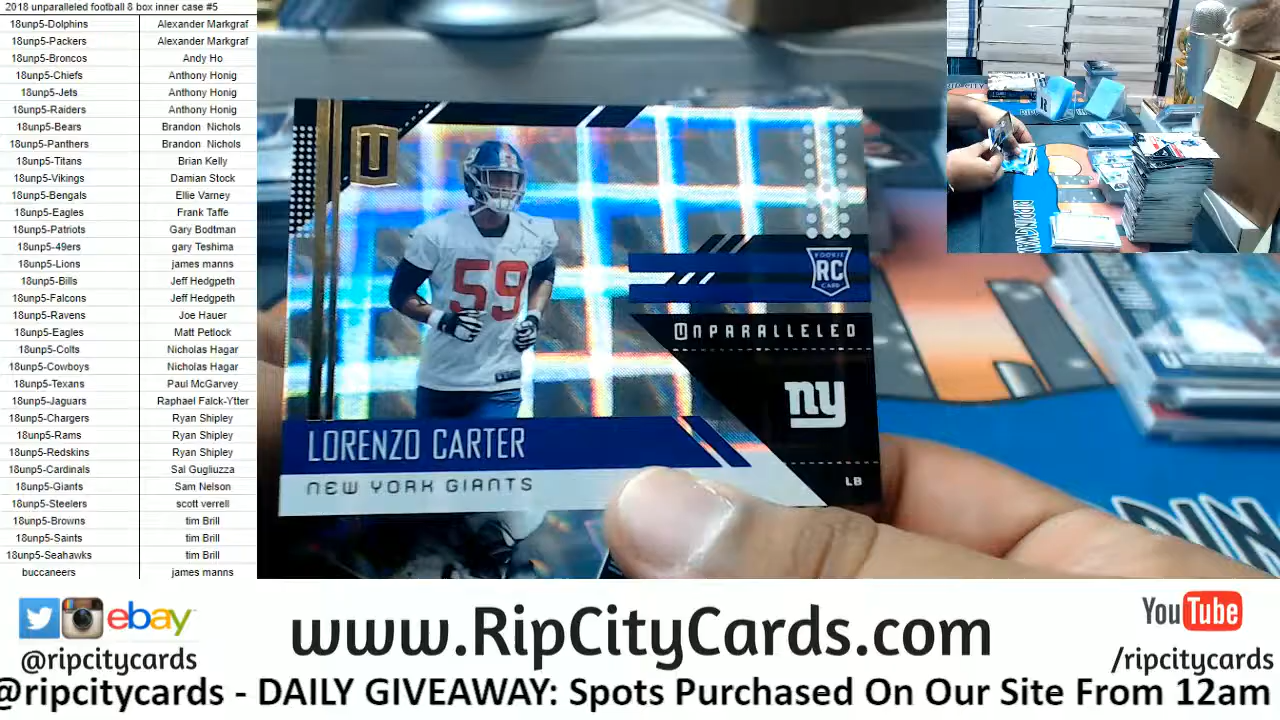 2018 unparalleled football 8 box inner case #5
18unp5-Dolphins Alexander Markgraf
18unp5-Packers Alexander Markgraf
18unp5-Broncos Andy Ho
18unp5-Chiefs Anthony Honig
18unp5-Jets Anthony Honig
18unp5-Raiders Anthony Honig
18unp5-Bears Brandon Nichols
18unp5-Panthers Brandon Nichols
18unp5-Titans Brian Kelly
18unp5-Vikings Damian Stock
18unp5-Bengals Ellie Varney
18unp5-Eagles Frank Taffe
18unp5-Patriots Gary Bodtman
18unp5-49ers gary Teshima
18unp5-Lions james manns
18unp5-Bills Jeff Hedgpeth
18unp5-Falcons Jeff Hedgpeth
18unp5-Ravens Joe Hauer
18unp5-Eagles Matt Petlock
18unp5-Colts Nicholas Hagar
18unp5-Cowboys Nicholas Hagar
18unp5-Texans Paul McGarvey
18unp5-Jaguars Raphael Falck-Ytter
18unp5-Chargers Ryan Shipley
18unp5-Rams Ryan Shipley
18unp5-Redskins Ryan Shipley
18unp5-Cardinals Sal Gugliuzza
18unp5-Giants Sam Nelson
18unp5-Steelers scott verrell
18unp5-Browns tim Brill
18unp5-Saints tim Brill
18unp5-Seahawks tim Brill
buccaneers james manns
U
59
ROOKIE
RC
CARD
UNPARALLELED
ny
LORENZO CARTER
NEW YORK GIANTS
LB
RIP CITY
ebay
@ripcitycards
www.RipCityCards.com
YouTube
/ripcitycards
@ripcitycards - DAILY GIVEAWAY: Spots Purchased On Our Site From 12am